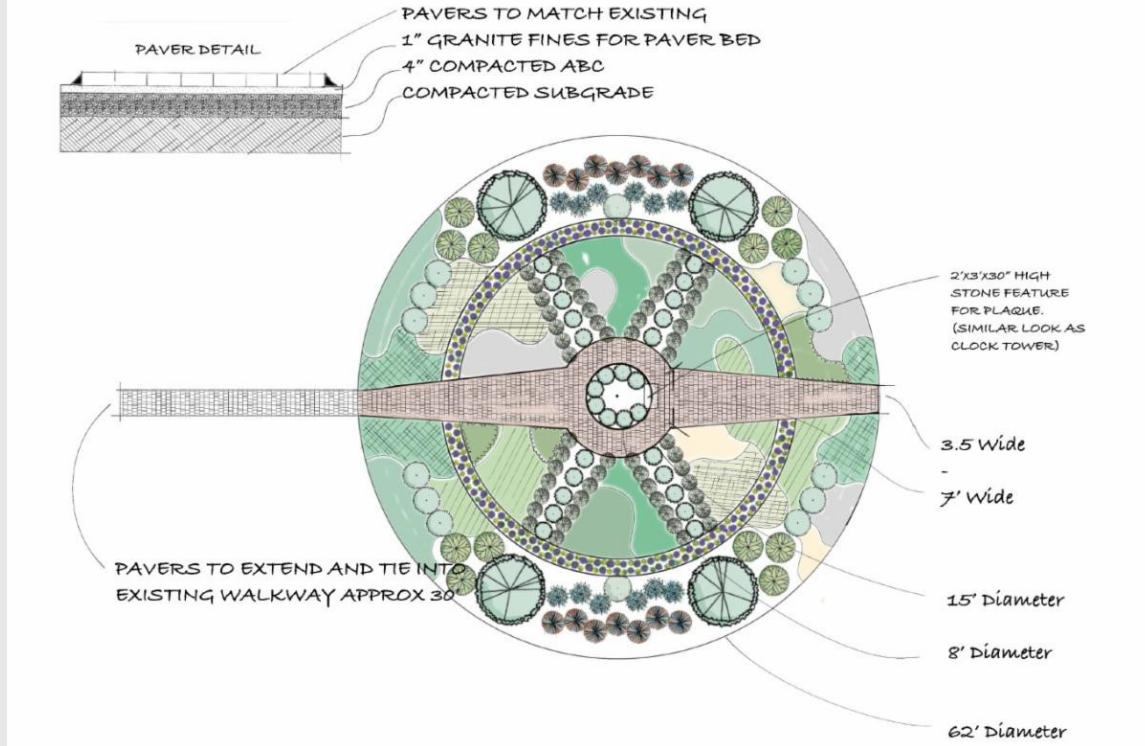 PAVERS TO MATCH EXISTING
PAVER DETAIL
1" GRANITE FINES FOR PAVER BED
4" COMPACTED ABC
COMPACTED SUBGRADE
2'X3'X30" HIGH
STONE FEATURE
FOR PLAQUE.
(SIMILAR LOOK AS
CLOCK TOWER)
3.5 Wide
-
7' Wide
PAVERS TO EXTEND AND TIE INTO
EXISTING WALKWAY APPROX 30'
15' Diameter
8' Diameter
62' Diameter